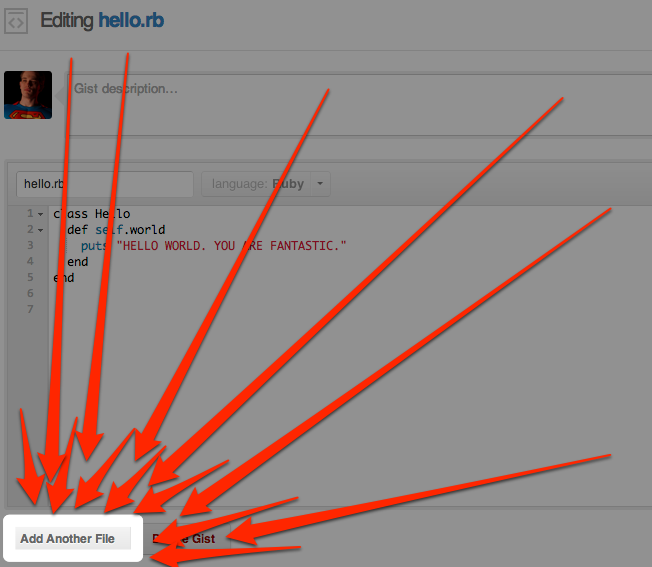 Editing hello.rb
Gist description...
hello.rb
language: Ruby
1 class Hello
2 def self.world
3 puts "HELLO WORLD. YOU ARE FANTASTIC."
4 end
5 end
6
7
Add Another File
Gist